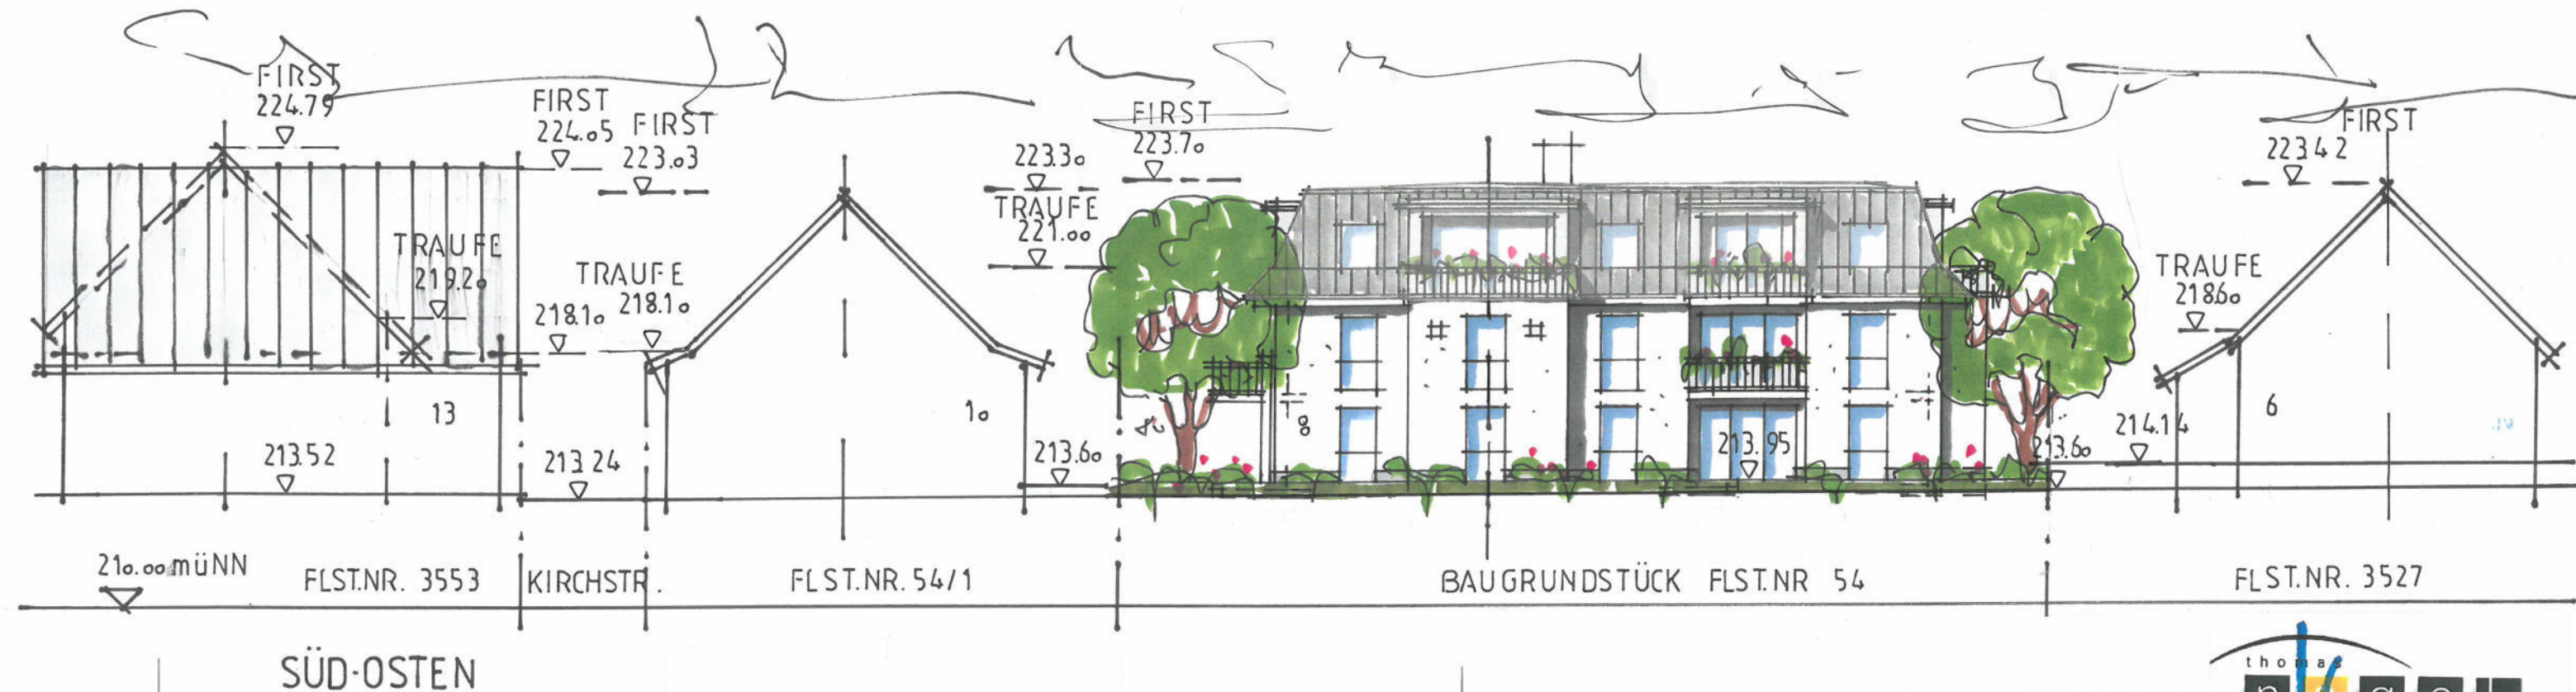 FIRST
224.79
FIRST
224.05
FIRST
223.03
TRAUFE
219.20
TRAUFE
218.10
218.10
13
213.52
213.24
10
213.60
223.30
TRAUFE
221.00
FIRST
223.70
8
213.95
213.60
FIRST
223.42
TRAUFE
218.60
214.14
6
210.00 müNN
FLST.NR. 3553
KIRCHSTR.
FLST.NR. 54/1
BAUGRUNDSTÜCK FLST.NR 54
FLST.NR. 3527
SÜD-OSTEN
thomas